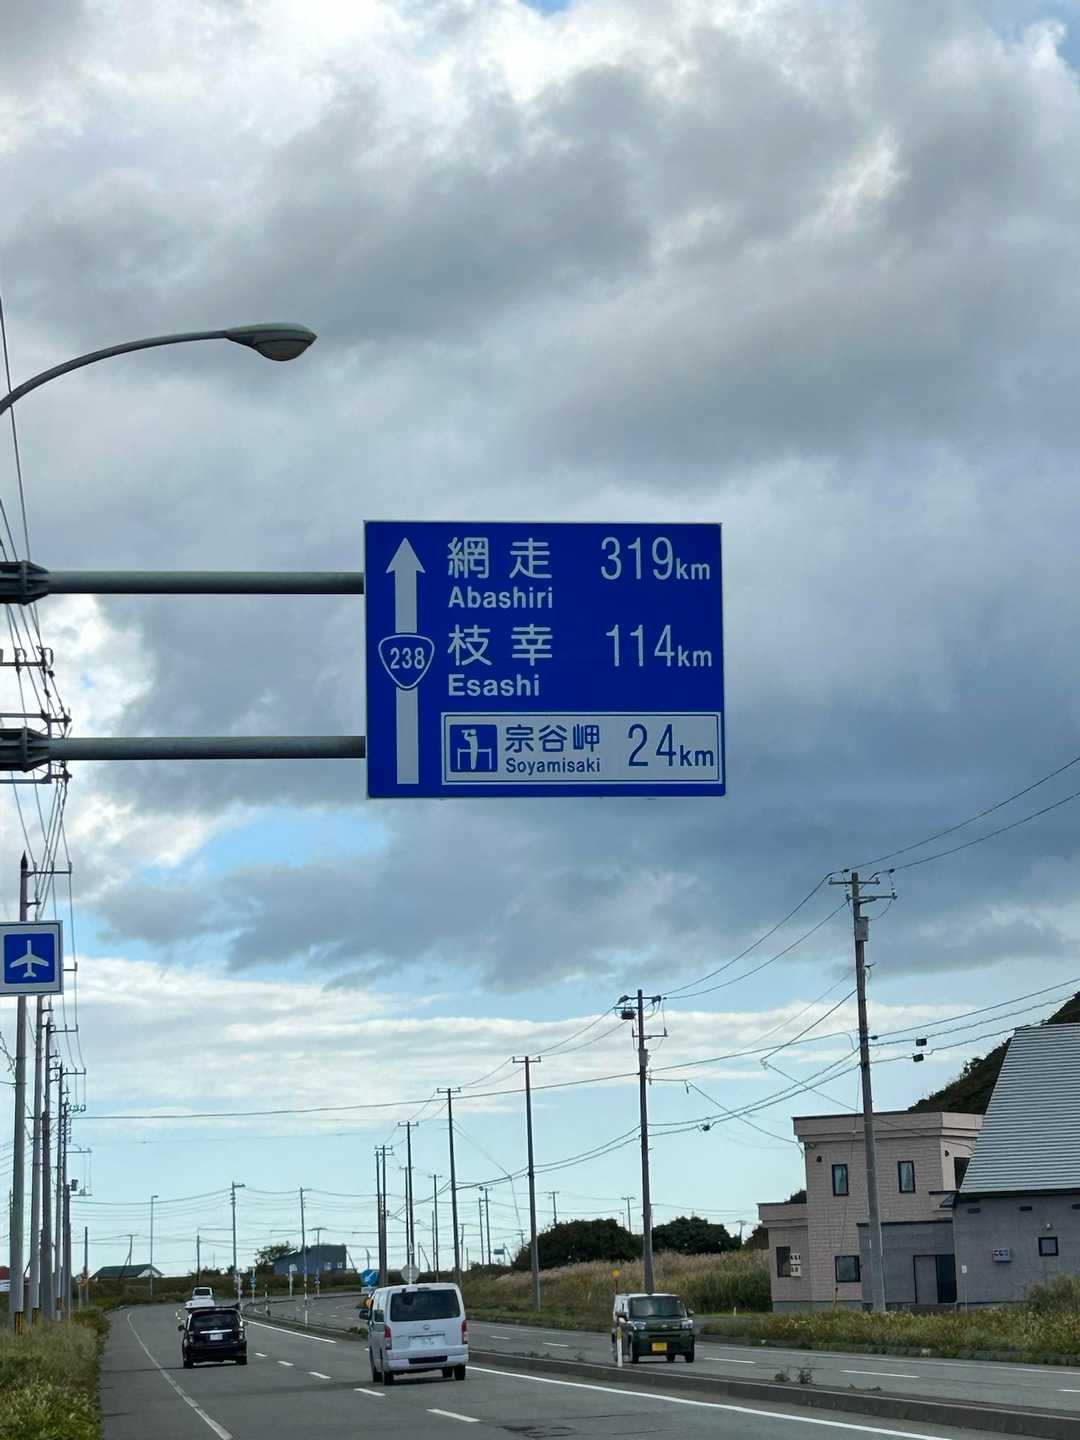 網走 319km
Abashiri
238
枝幸 114km
Esashi
宗谷岬 24km
Soyamisaki